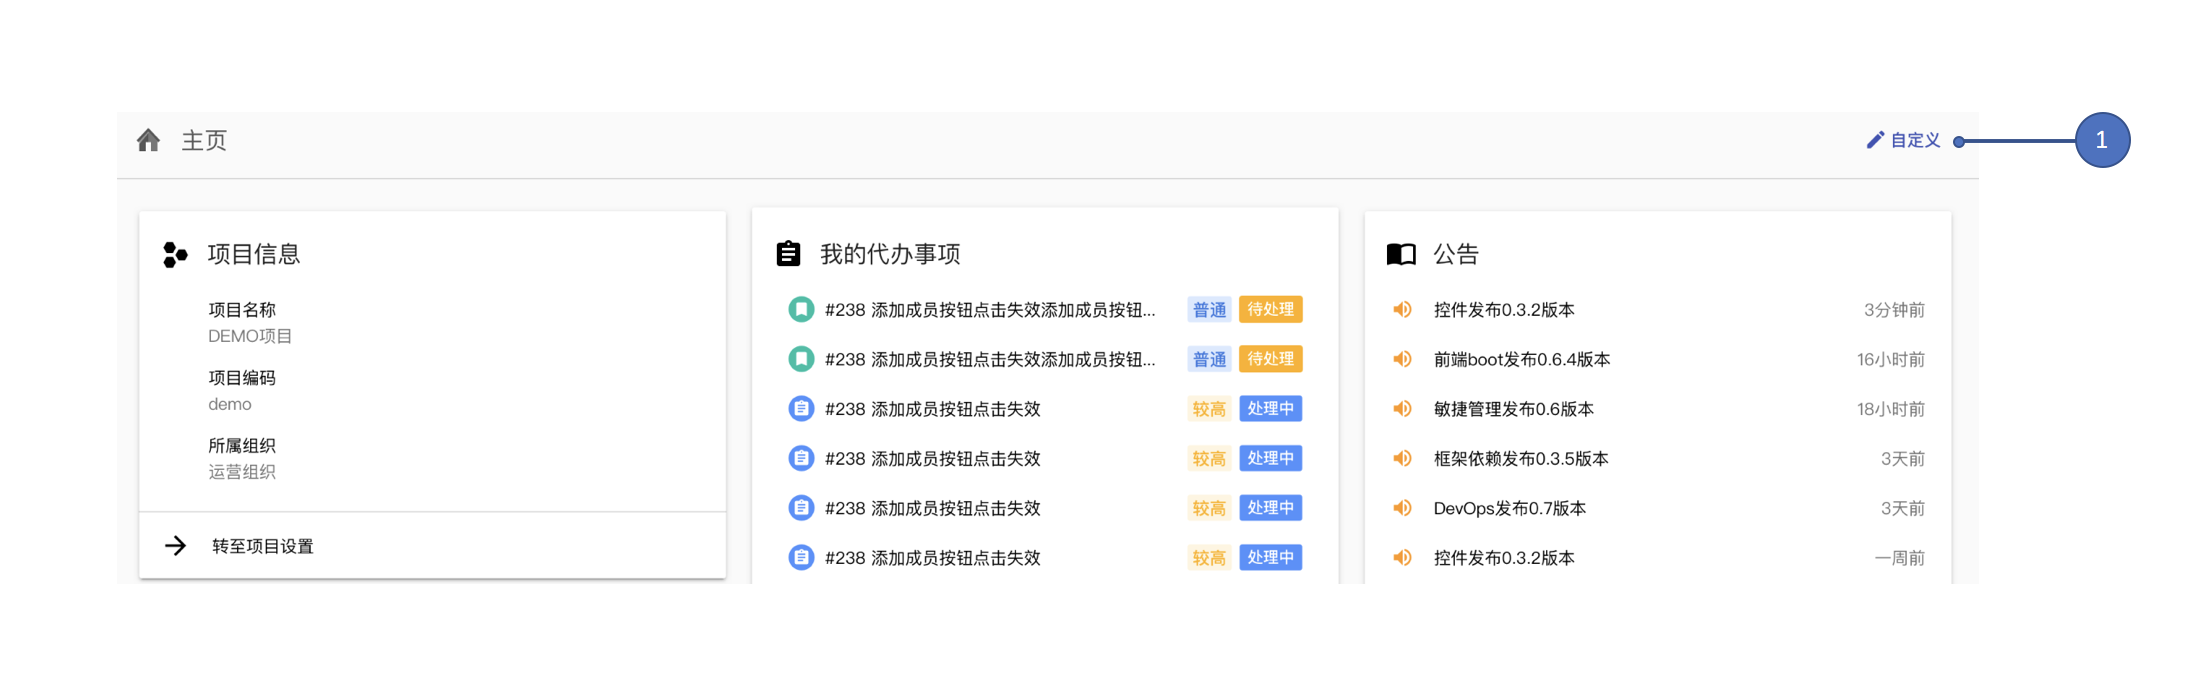 主页
自定义
1
项目信息
项目名称
DEMO项目
项目编码
demo
所属组织
运营组织
转至项目设置
我的代办事项
#238 添加成员按钮点击失效添加成员按钮... 普通 待处理
#238 添加成员按钮点击失效添加成员按钮... 普通 待处理
#238 添加成员按钮点击失效 较高 处理中
#238 添加成员按钮点击失效 较高 处理中
#238 添加成员按钮点击失效 较高 处理中
#238 添加成员按钮点击失效 较高 处理中
公告
控件发布0.3.2版本 3分钟前
前端boot发布0.6.4版本 16小时前
敏捷管理发布0.6版本 18小时前
框架依赖发布0.3.5版本 3天前
DevOps发布0.7版本 3天前
控件发布0.3.2版本 一周前